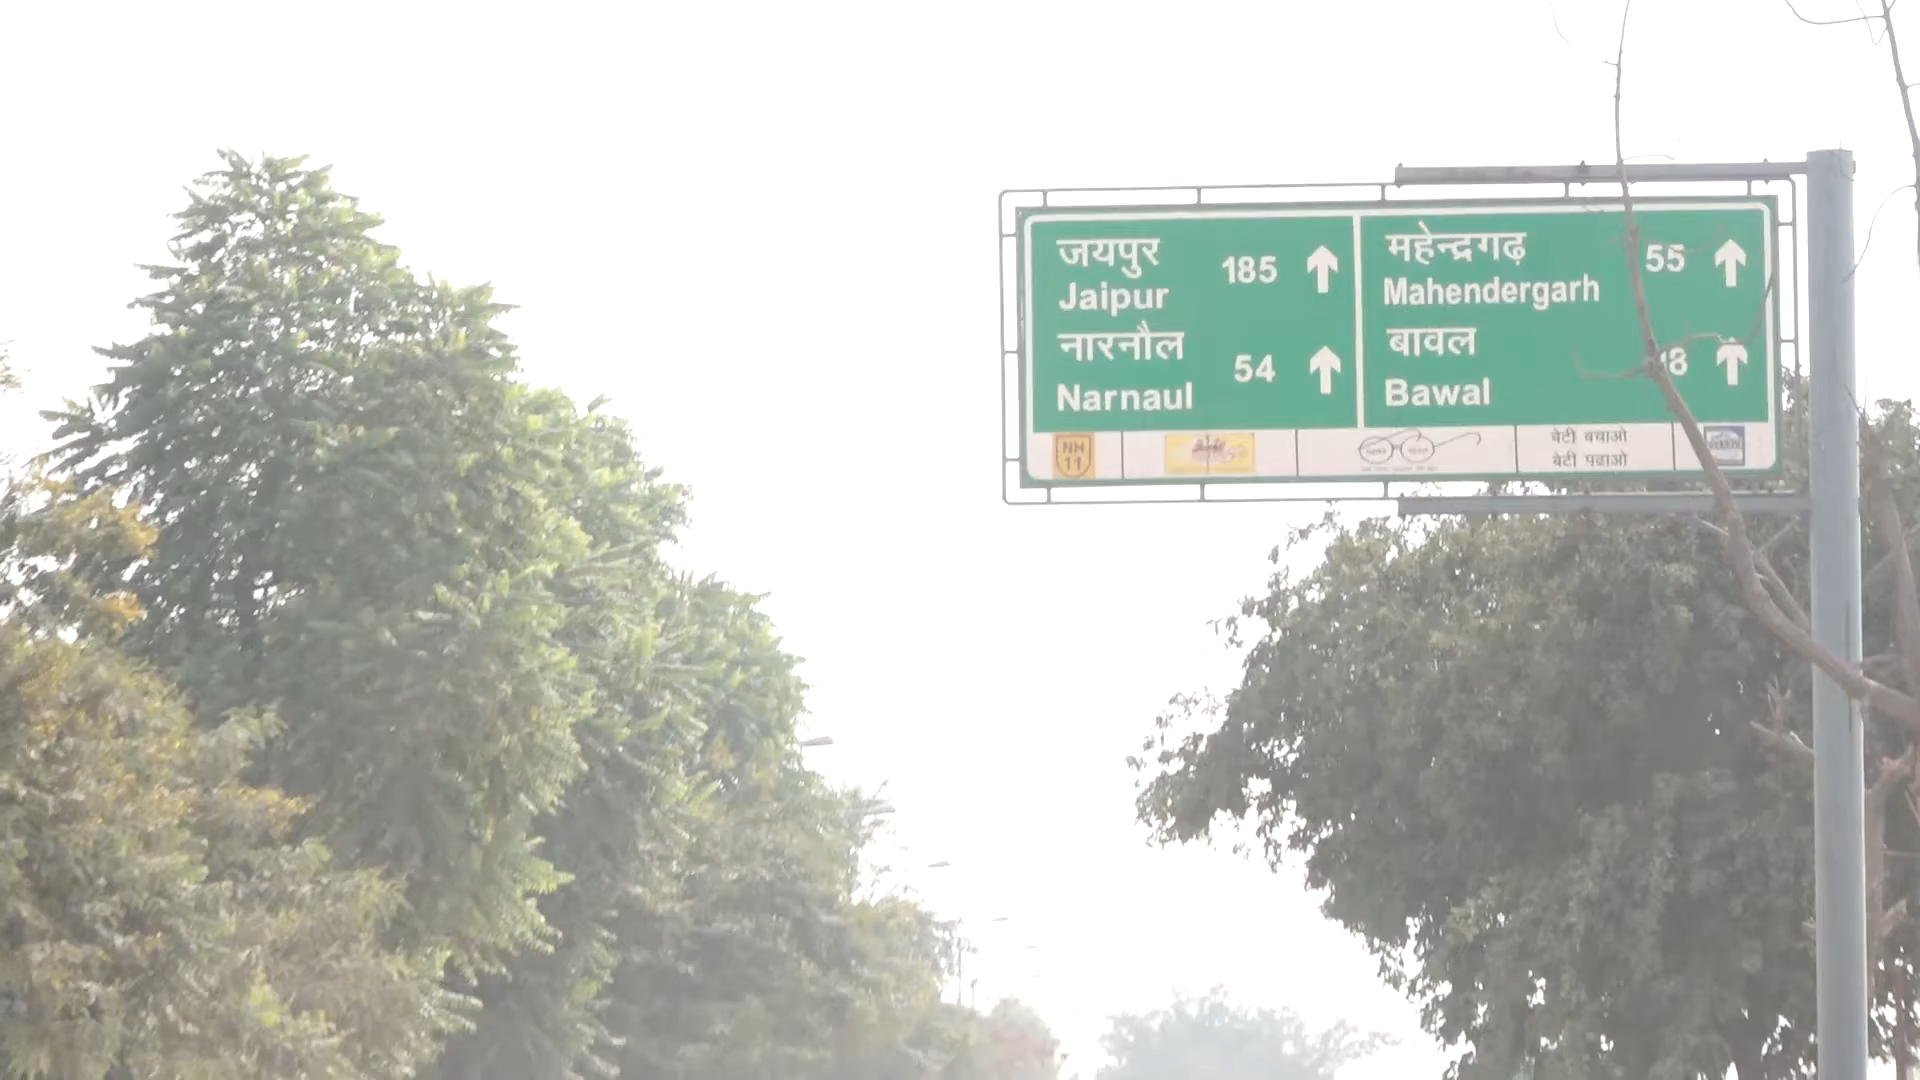 जयपुर
Jaipur 185
नारनौल
Narnaul 54
महेन्द्रगढ़
Mahendergarh 55
बावल
Bawal
NH
11
बेटी बचाओ
बेटी पढाओ